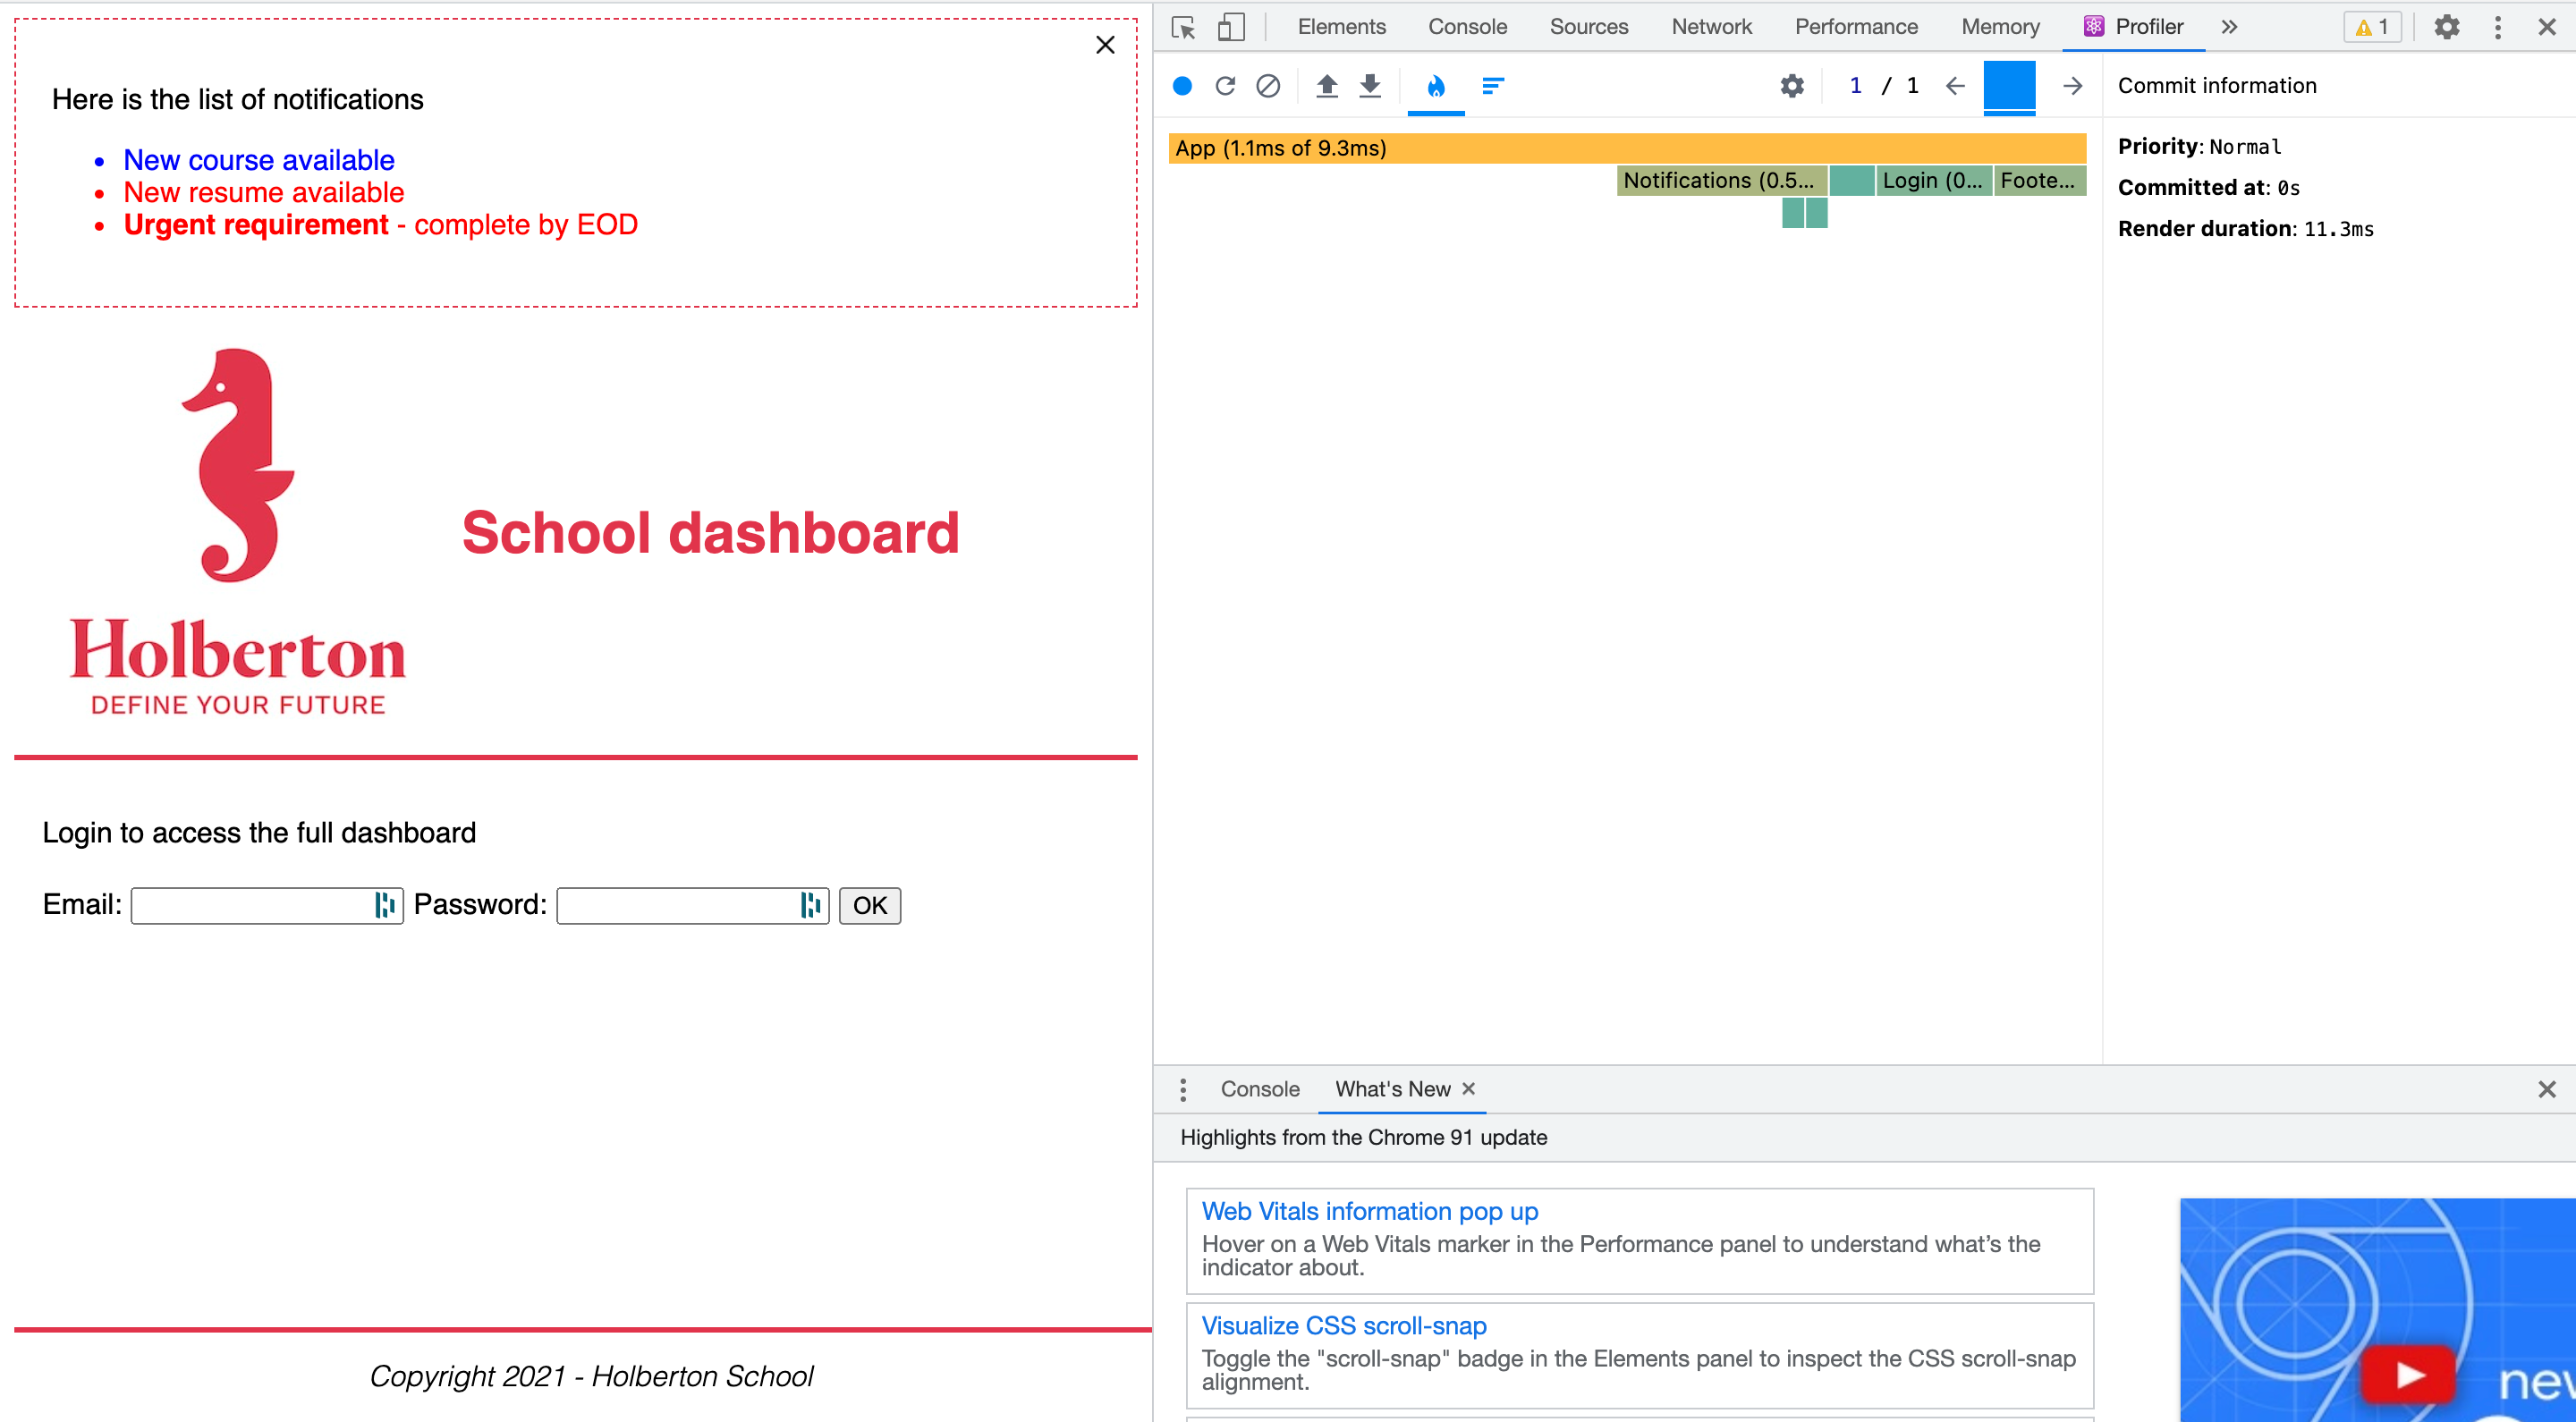 Here is the list of notifications
New course available
New resume available
Urgent requirement - complete by EOD
School dashboard
Holberton
DEFINE YOUR FUTURE
Login to access the full dashboard
Email: Password: OK
Copyright 2021 - Holberton School
Elements Console Sources Network Performance Memory Profiler 1
1 / 1
Commit information
App (1.1ms of 9.3ms)
Notifications (0.5... Login (0... Foote...
Priority: Normal
Committed at: 0s
Render duration: 11.3ms
Console What's New
Highlights from the Chrome 91 update
Web Vitals information pop up
Hover on a Web Vitals marker in the Performance panel to understand what’s the
indicator about.
Visualize CSS scroll-snap
Toggle the "scroll-snap" badge in the Elements panel to inspect the CSS scroll-snap
alignment.